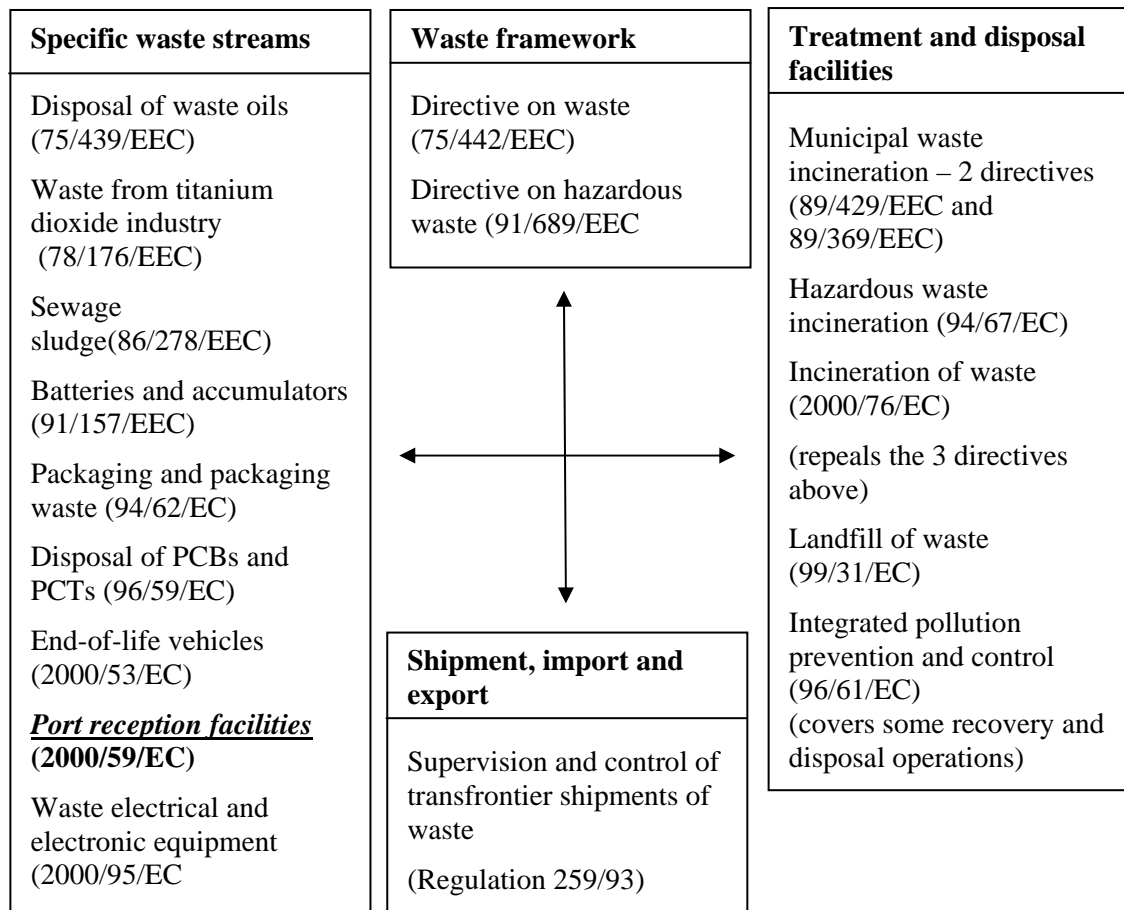 Specific waste streams
Disposal of waste oils
(75/439/EEC)
Waste from titanium
dioxide industry
(78/176/EEC)
Sewage
sludge(86/278/EEC)
Batteries and accumulators
(91/157/EEC)
Packaging and packaging
waste (94/62/EC)
Disposal of PCBs and
PCTs (96/59/EC)
End-of-life vehicles
(2000/53/EC)
Port reception facilities
(2000/59/EC)
Waste electrical and
electronic equipment
(2000/95/EC
Waste framework
Directive on waste
(75/442/EEC)
Directive on hazardous
waste (91/689/EEC
Shipment, import and
export
Supervision and control of
transfrontier shipments of
waste
(Regulation 259/93)
Treatment and disposal
facilities
Municipal waste
incineration – 2 directives
(89/429/EEC and
89/369/EEC)
Hazardous waste
incineration (94/67/EC)
Incineration of waste
(2000/76/EC)
(repeals the 3 directives
above)
Landfill of waste
(99/31/EC)
Integrated pollution
prevention and control
(96/61/EC)
(covers some recovery and
disposal operations)